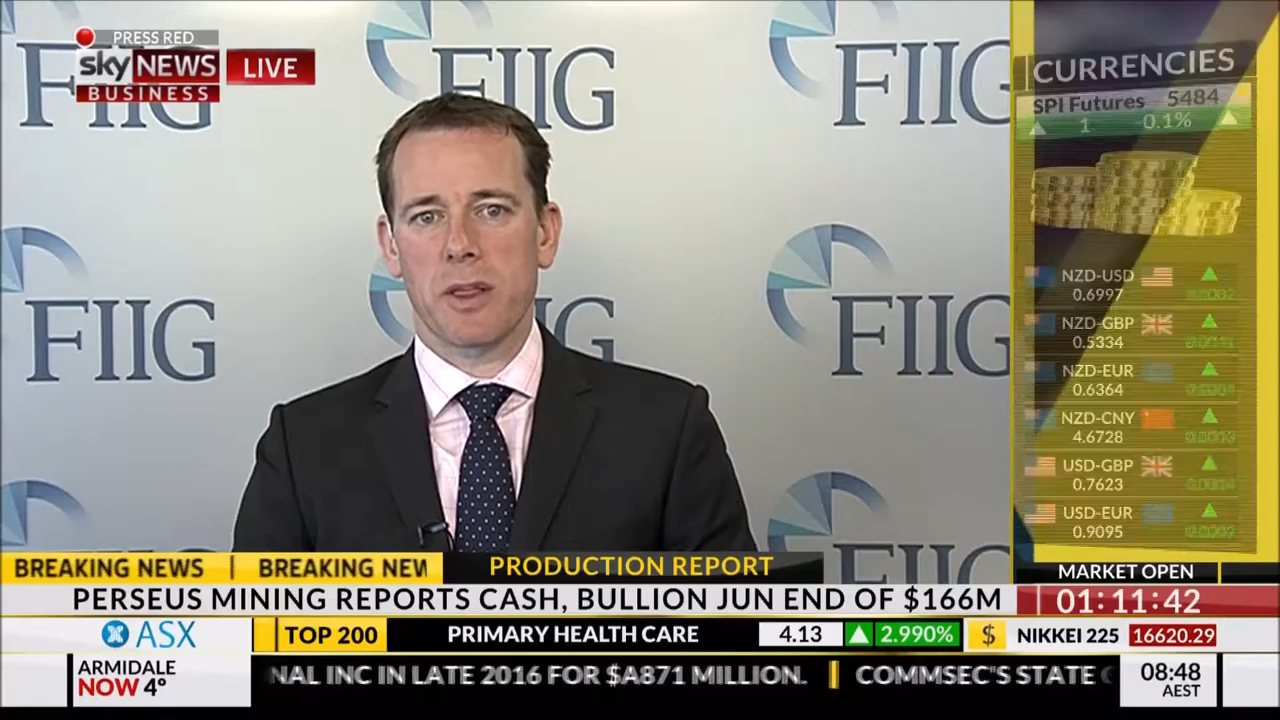 PRESS RED
sky NEWS
BUSINESS
LIVE
FIIG
FIIG
FIIG
FIIG
FIIG
FIIG
FIIG
CURRENCIES
SPI Futures 5484
1 -0.1%
NZD-USD
0.6997 0.0002
NZD-GBP
0.5334
NZD-EUR
0.6364
NZD-CNY
4.6728
USD-GBP
0.7623
USD-EUR
0.9095
BREAKING NEWS | BREAKING NEW
PRODUCTION REPORT
MARKET OPEN
PERSEUS MINING REPORTS CASH, BULLION JUN END OF $166M
01:11:42
ASX
TOP 200
PRIMARY HEALTH CARE 4.13 2.990%
$ NIKKEI 225 16620.29
ARMIDALE
NOW 4°
NAL INC IN LATE 2016 FOR $A871 MILLION. | COMMSEC'S STATE
08:48
AEST